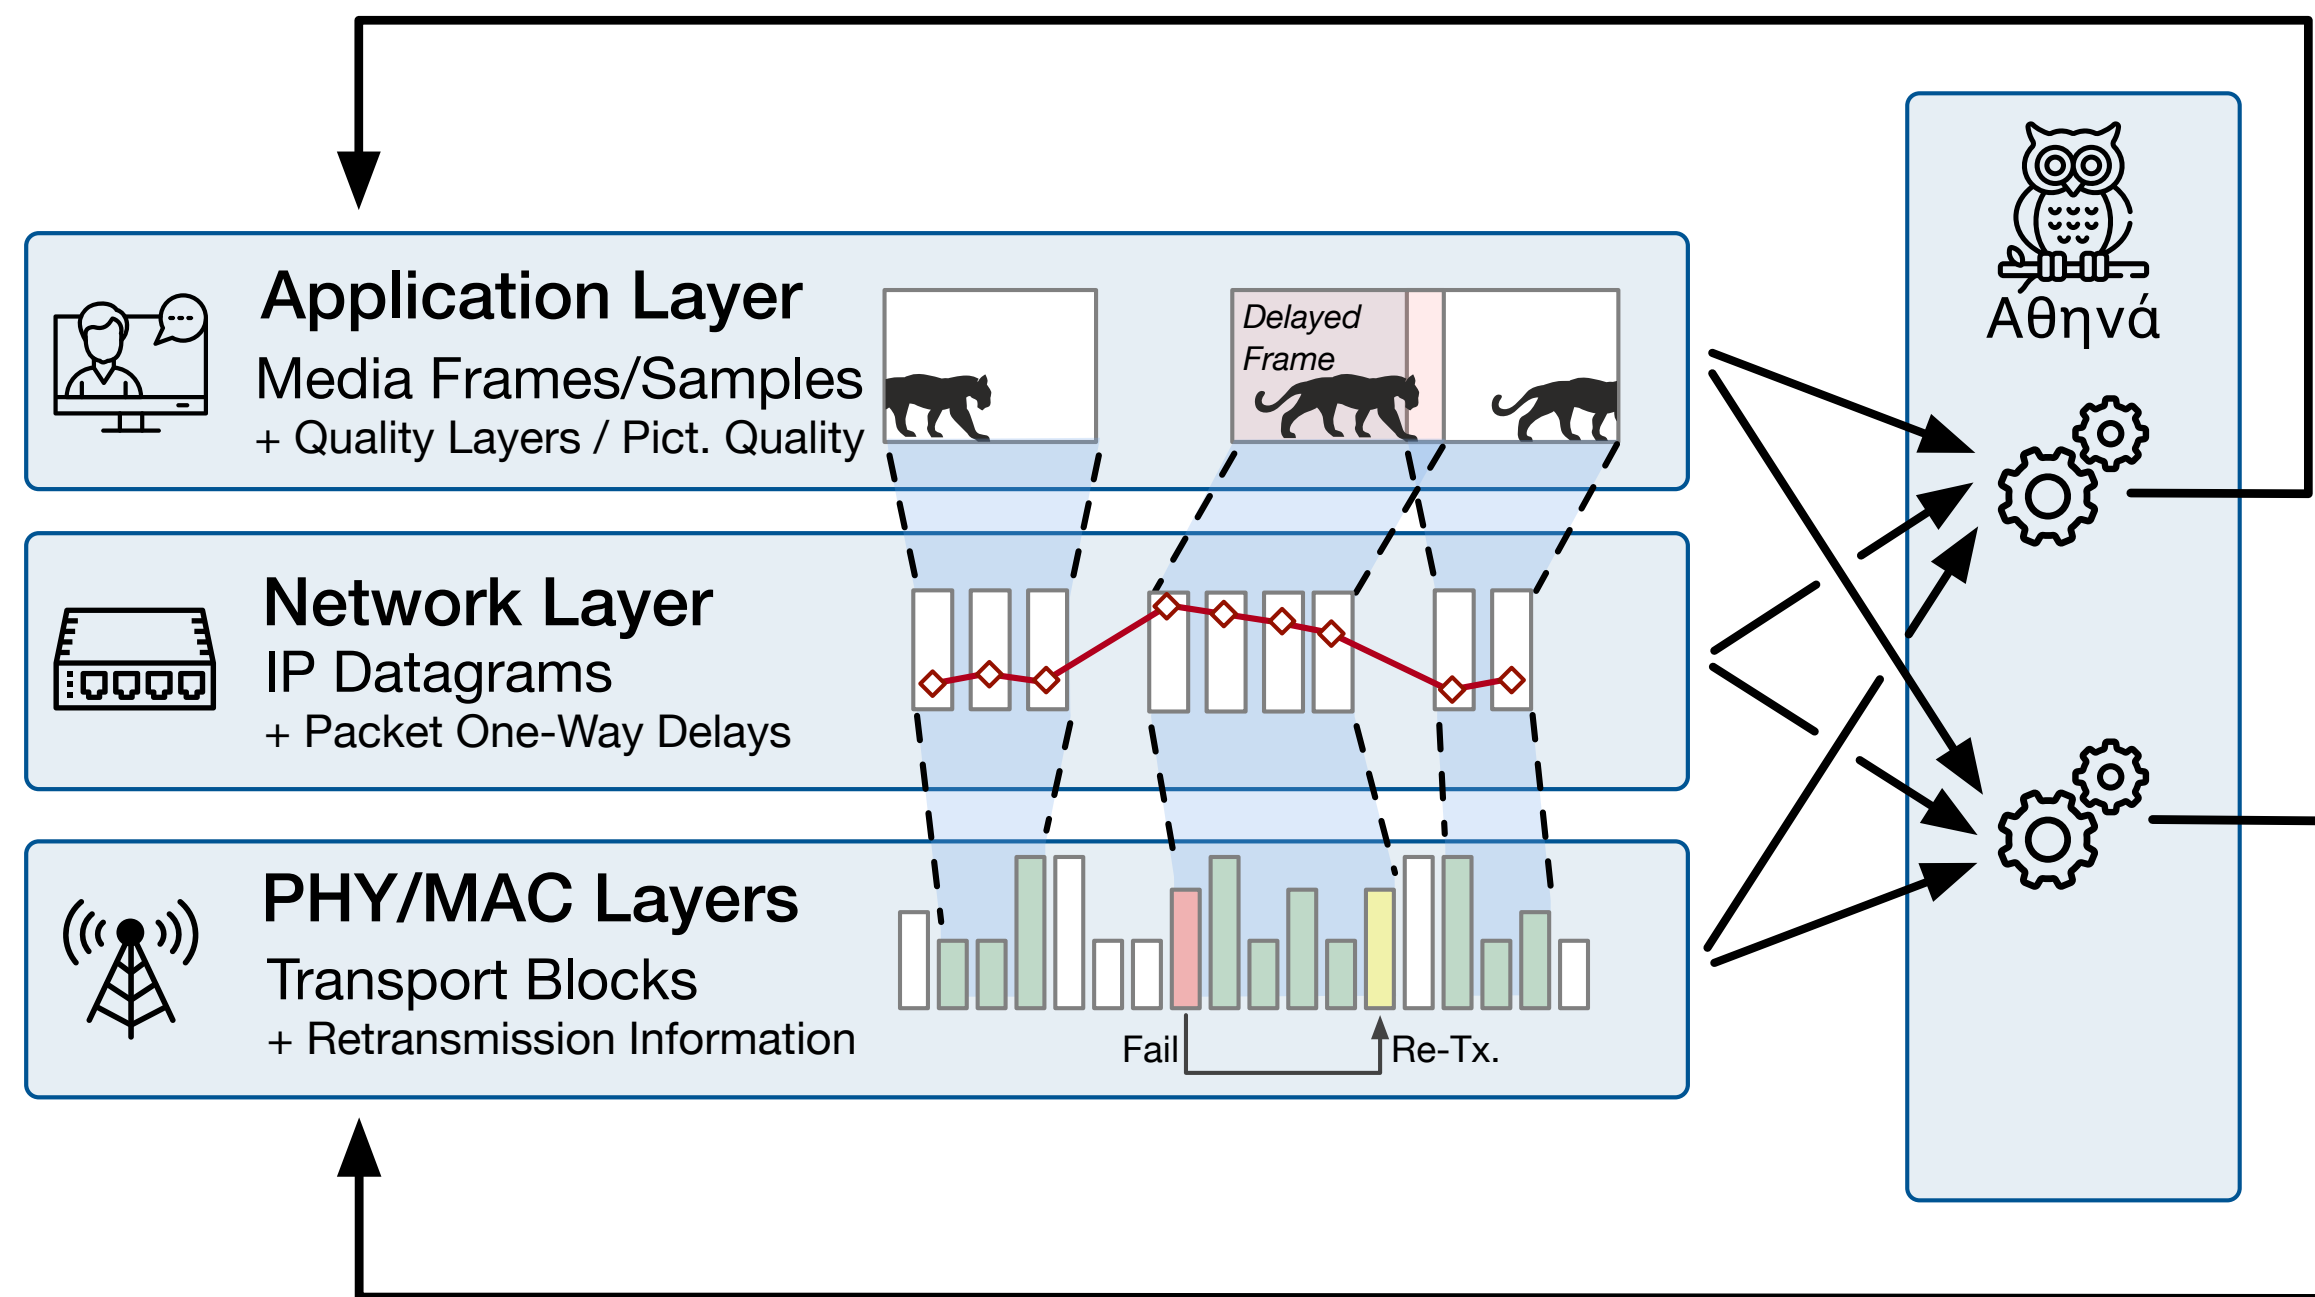 Application Layer
Media Frames/Samples
+ Quality Layers / Pict. Quality
Delayed
Frame
Network Layer
IP Datagrams
+ Packet One-Way Delays
PHY/MAC Layers
Transport Blocks
+ Retransmission Information
Fail
Re-Tx.
Αθηνά